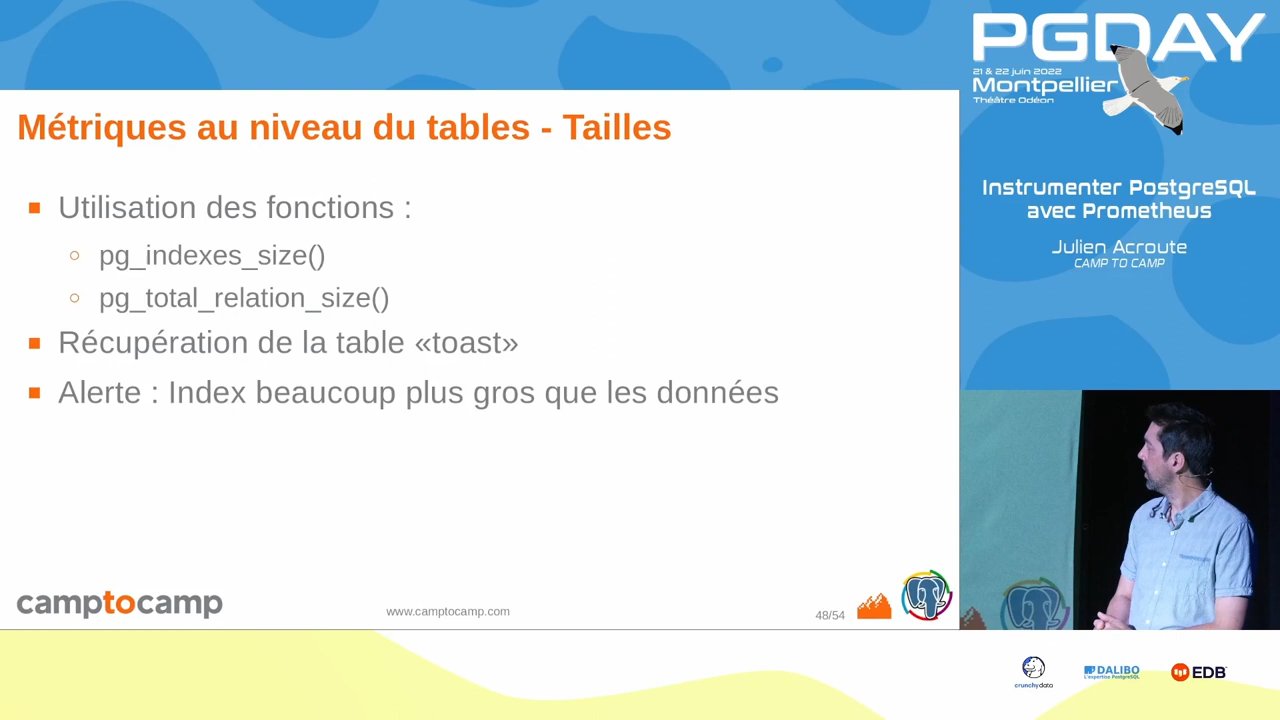 Métriques au niveau du tables - Tailles
Utilisation des fonctions :
pg_indexes_size()
pg_total_relation_size()
Récupération de la table «toast»
Alerte : Index beaucoup plus gros que les données
camptocamp
www.camptocamp.com
48/54
PGDAY
21 & 22 juin 2022
Montpellier
Théâtre Odéon
Instrumenter PostgreSQL
avec Prometheus
Julien Acroute
CAMP TO CAMP
crunchydata
DALIBO
L'expertise PostgreSQL
EDB